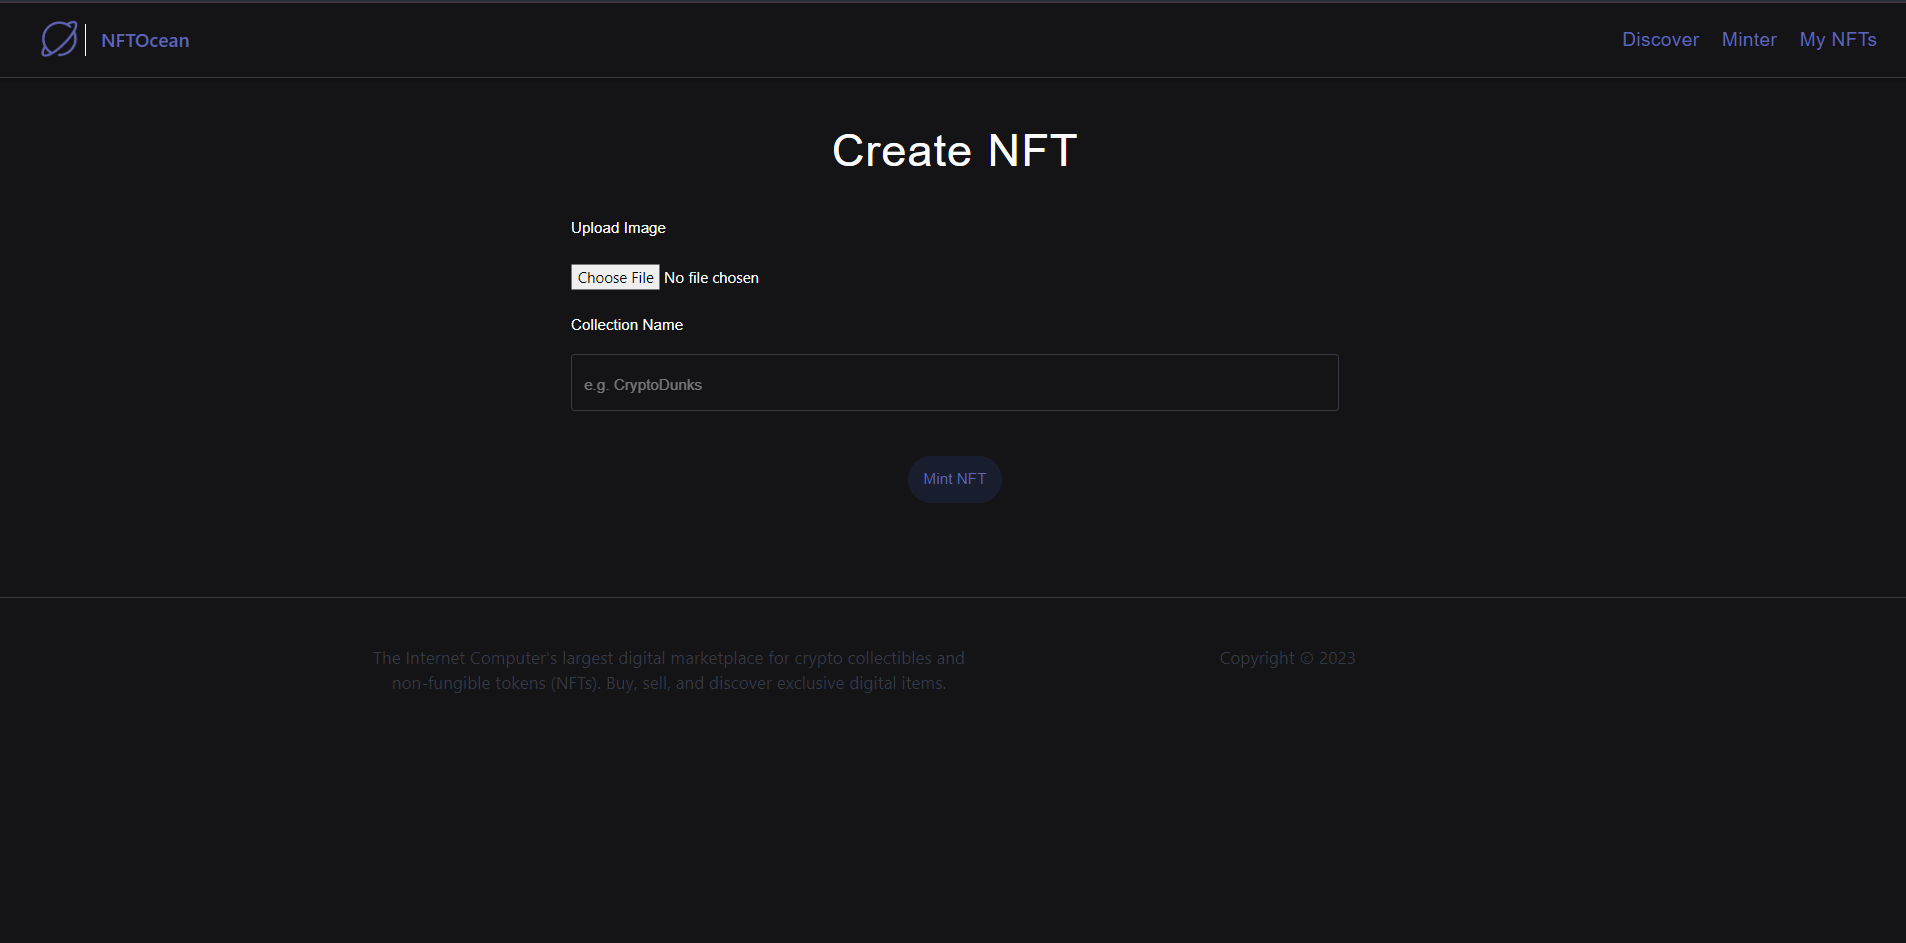 NFTOcean
Discover Minter My NFTs
Create NFT
Upload Image
Choose File No file chosen
Collection Name
e.g. CryptoDunks
Mint NFT
The Internet Computer's largest digital marketplace for crypto collectibles and
non-fungible tokens (NFTs). Buy, sell, and discover exclusive digital items.
Copyright © 2023